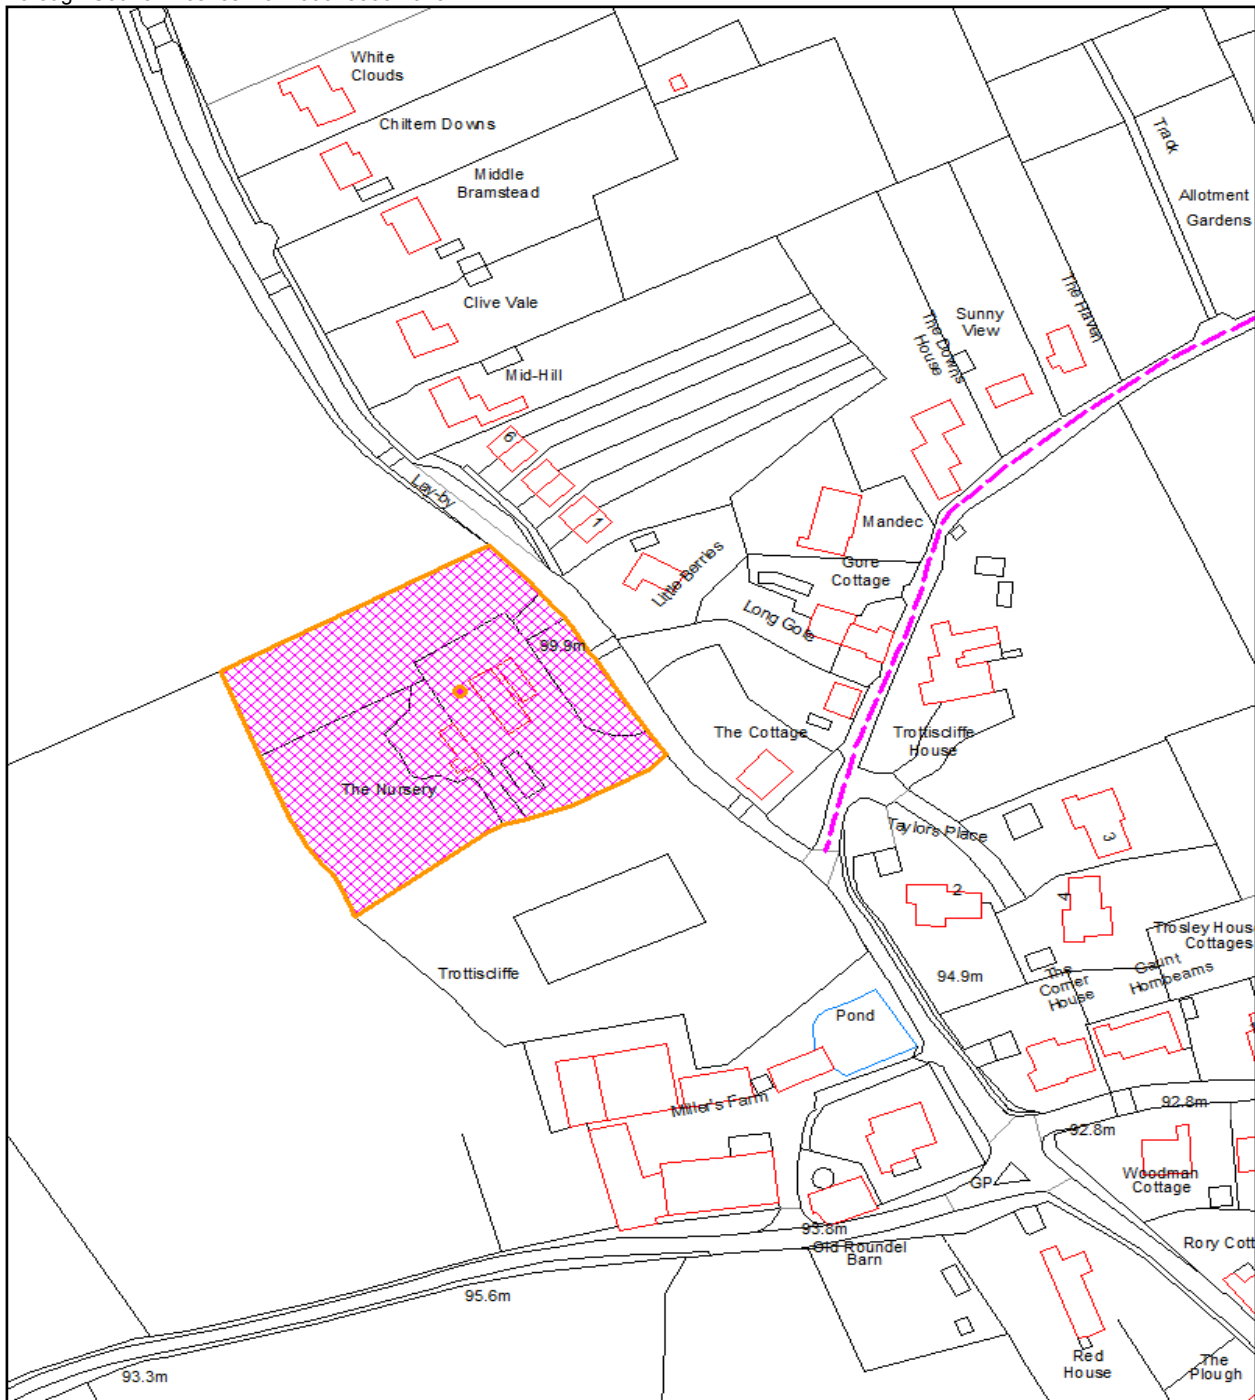 White
Clouds
Chiltern Downs
Middle
Bramstead
Track
Allotment
Gardens
Clive Vale
The Haven
Sunny
View
The Downs
House
Mid-Hill
6
Lay-by
1
Mandec
Little Berries
Gore
Cottage
Long Gore
99.9m
The Cottage
Trottiscliffe
House
The Nursery
Taylors Place
3
2
4
Trosley House
Cottages
Gaunt
Hornbeams
94.9m
The
Corner
House
Trottiscliffe
Pond
Miller's Farm
92.8m
92.8m
Woodman
Cottage
GP
93.8m
Old Roundel
Barn
Rory Cott
95.6m
Red
House
The
Plough
93.3m